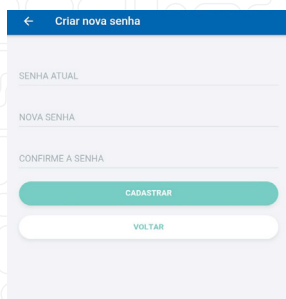 Criar nova senha
SENHA ATUAL
NOVA SENHA
CONFIRME A SENHA
CADASTRAR
VOLTAR